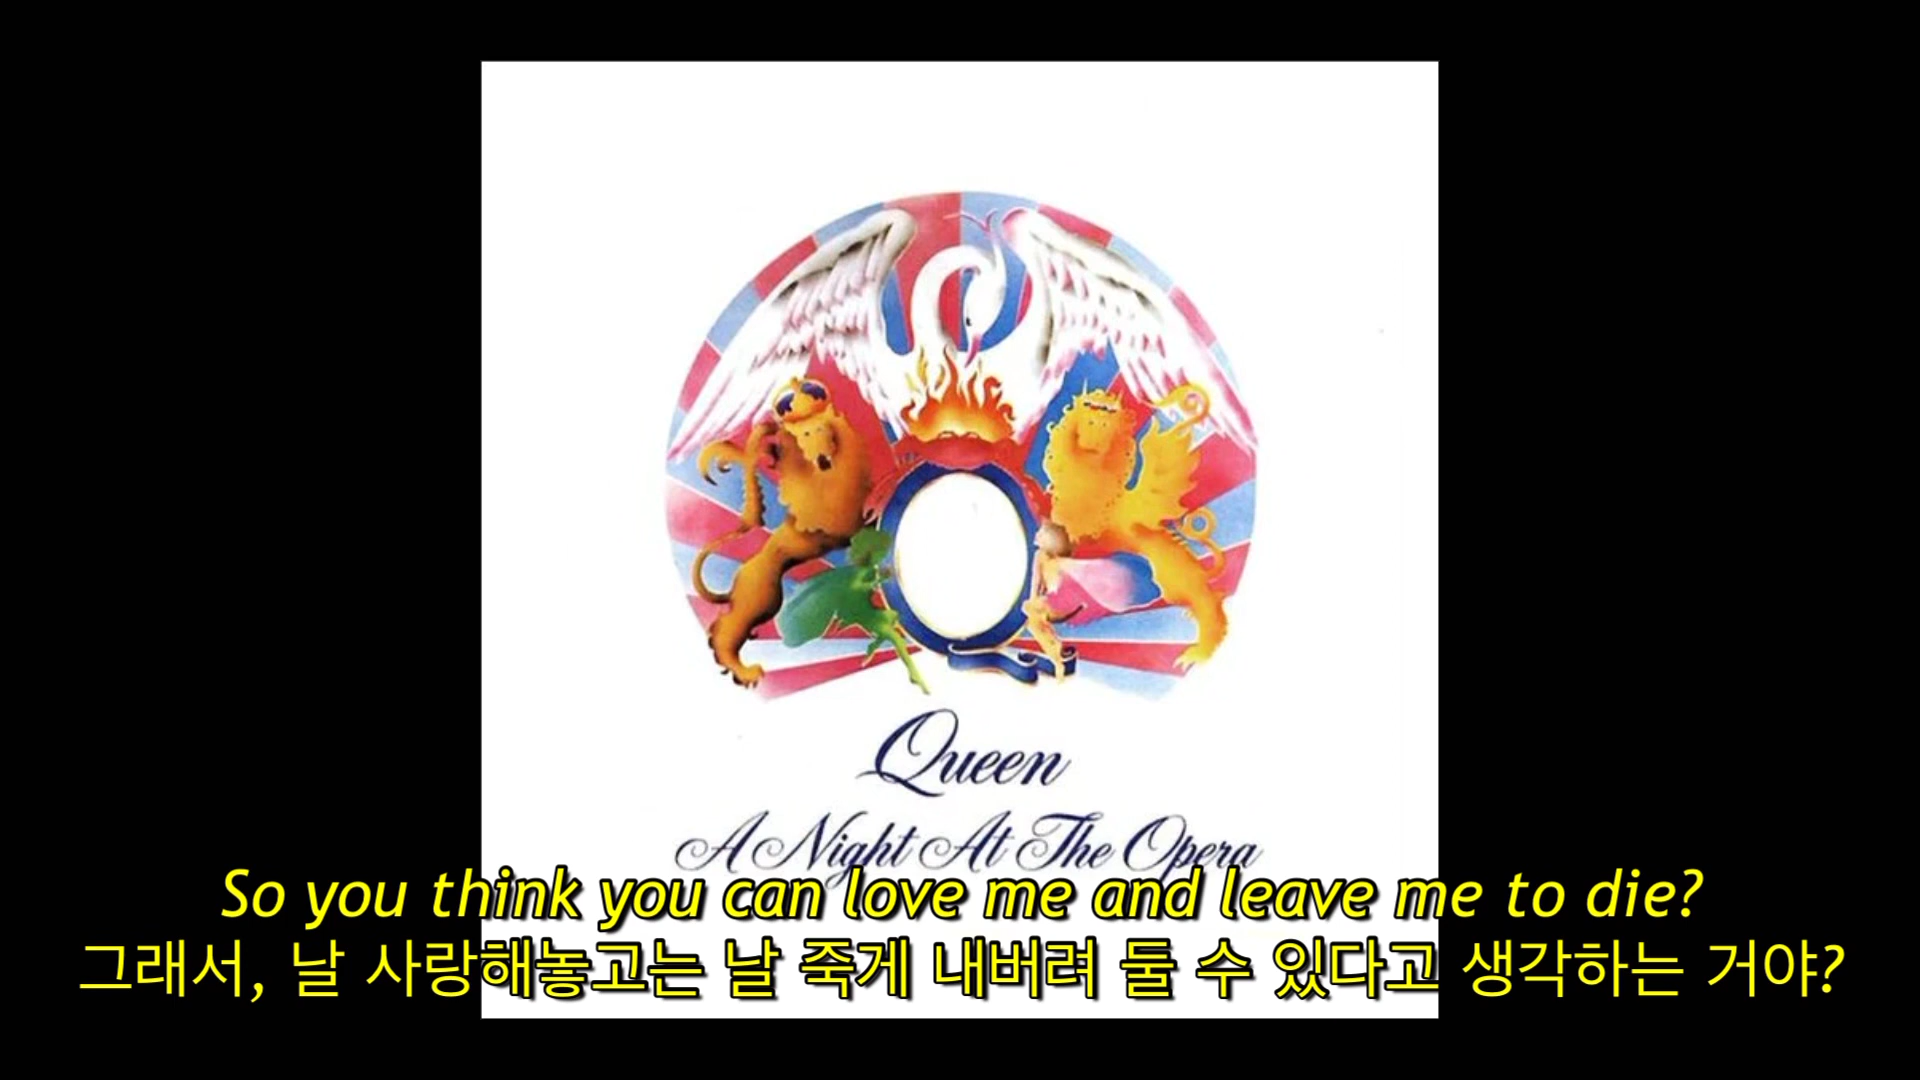 Queen
A Night At The Opera
So you think you can love me and leave me to die?
그래서, 날 사랑해놓고는 날 죽게 내버려 둘 수 있다고 생각하는 거야?